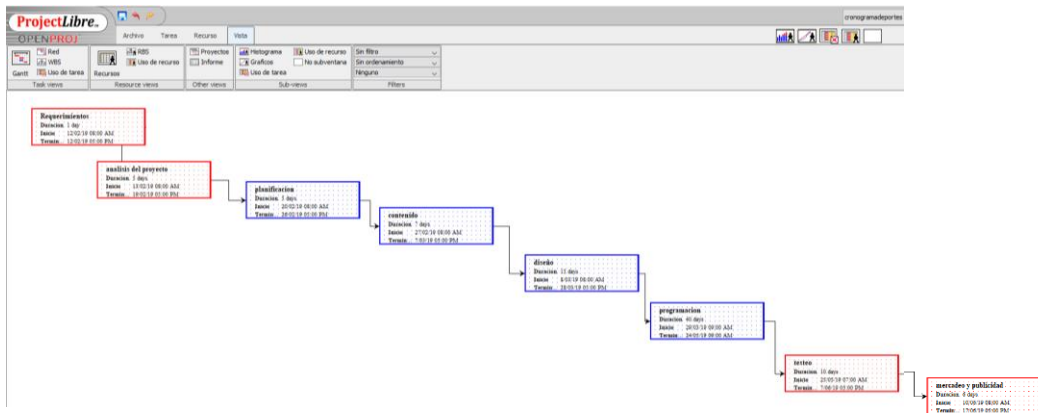 ProjectLibre
OPENPROJ
cronogramadeportes
Archivo Tarea Recurso Vista
Red
WBS
Uso de tarea
Gantt
Task views
RBS
Uso de recurso
Recursos
Resource views
Proyectos
Informe
Other views
Histograma
Graficos
Uso de tarea
Uso de recurso
No subventana
Sub-views
Sin filtro
Sin ordenamiento
Ninguno
Filters
Requerimientos
Duracion 1 day
Inicio 12/02/19 08:00 AM
Termin... 12/02/19 05:00 PM
analisis del proyecto
Duracion 5 days
Inicio 13/02/19 08:00 AM
Termin... 19/02/19 05:00 PM
planificacion
Duracion 5 days
Inicio 20/02/19 08:00 AM
Termin... 26/02/19 05:00 PM
contenido
Duracion 7 days
Inicio 27/02/19 08:00 AM
Termin... 7/03/19 05:00 PM
diseño
Duracion 15 days
Inicio 8/03/19 08:00 AM
Termin... 28/03/19 05:00 PM
programacion
Duracion 40 days
Inicio 29/03/19 08:00 AM
Termin... 24/05/19 05:00 PM
testeo
Duracion 10 days
Inicio 25/05/19 07:00 AM
Termin... 7/06/19 05:00 PM
mercadeo y publicidad
Duracion 6 days
Inicio 10/06/19 08:00 AM
Termin... 17/06/19 05:00 PM